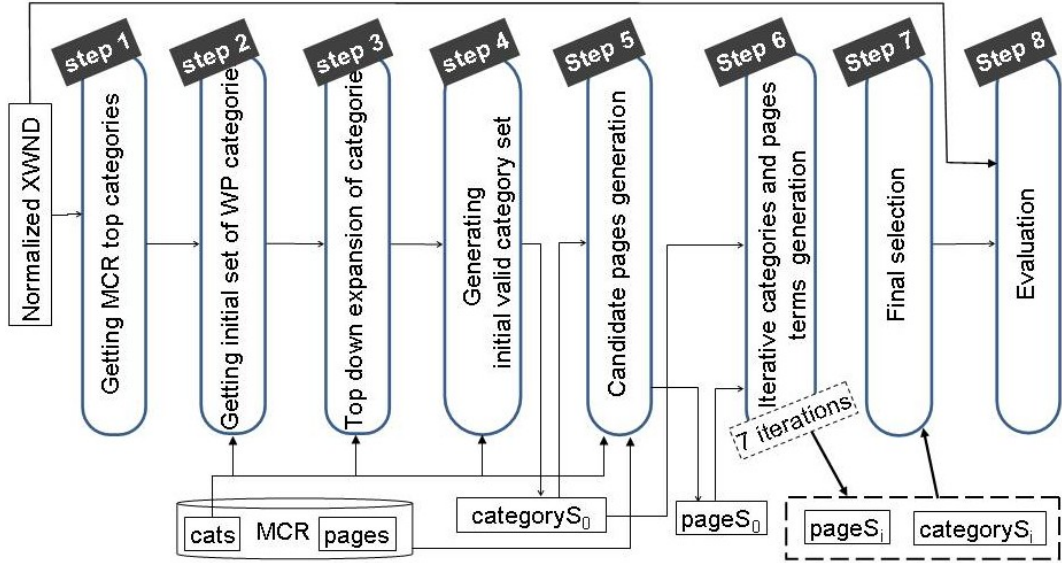 step 1
step 2
step 3
step 4
Step 5
Step 6
Step 7
Step 8
Normalized XWND
Getting MCR top categories
Getting initial set of WP categorie
Top down expansion of categorie
Generating
initial valid category set
Candidate pages generation
Iterative categories and pages
terms generation
Final selection
Evaluation
7 iterations
cats
MCR
pages
categoryS₀
pageS₀
pageSᵢ
categorySᵢ